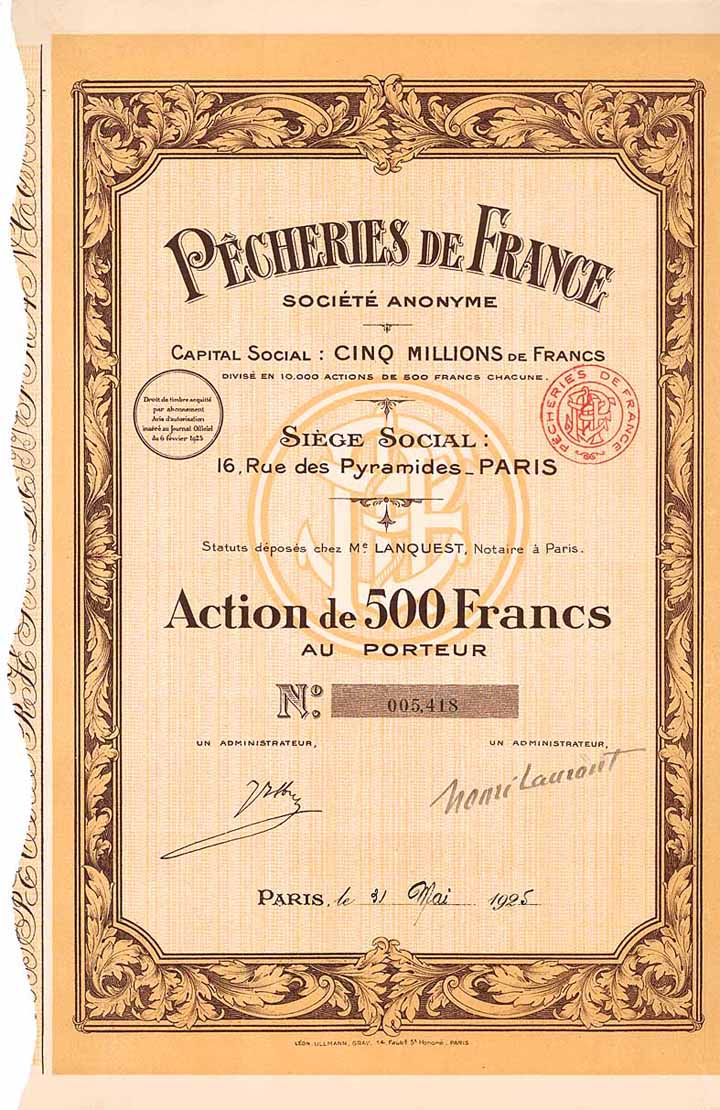 PÊCHERIES DE FRANCE
SOCIÉTÉ ANONYME
CAPITAL SOCIAL : CINQ MILLIONS DE FRANCS
DIVISÉ EN 10.000 ACTIONS DE 500 FRANCS CHACUNE.
Droit de timbre acquitté
par abonnement
Avis d'autorisation
inséré au Journal Officiel
du 6 février 1925
PÊCHERIES DE FRANCE
SIÈGE SOCIAL :
16, Rue des Pyramides_PARIS
Statuts déposés chez Me LANQUEST, Notaire à Paris.
Action de 500 Francs
AU PORTEUR
No: 005,418
UN ADMINISTRATEUR,
UN ADMINISTRATEUR,
Henri Laurent
PARIS, le 31 Mai 1925
LÉON ULLMANN, GRAV. 14, Faubg St Honoré. PARIS